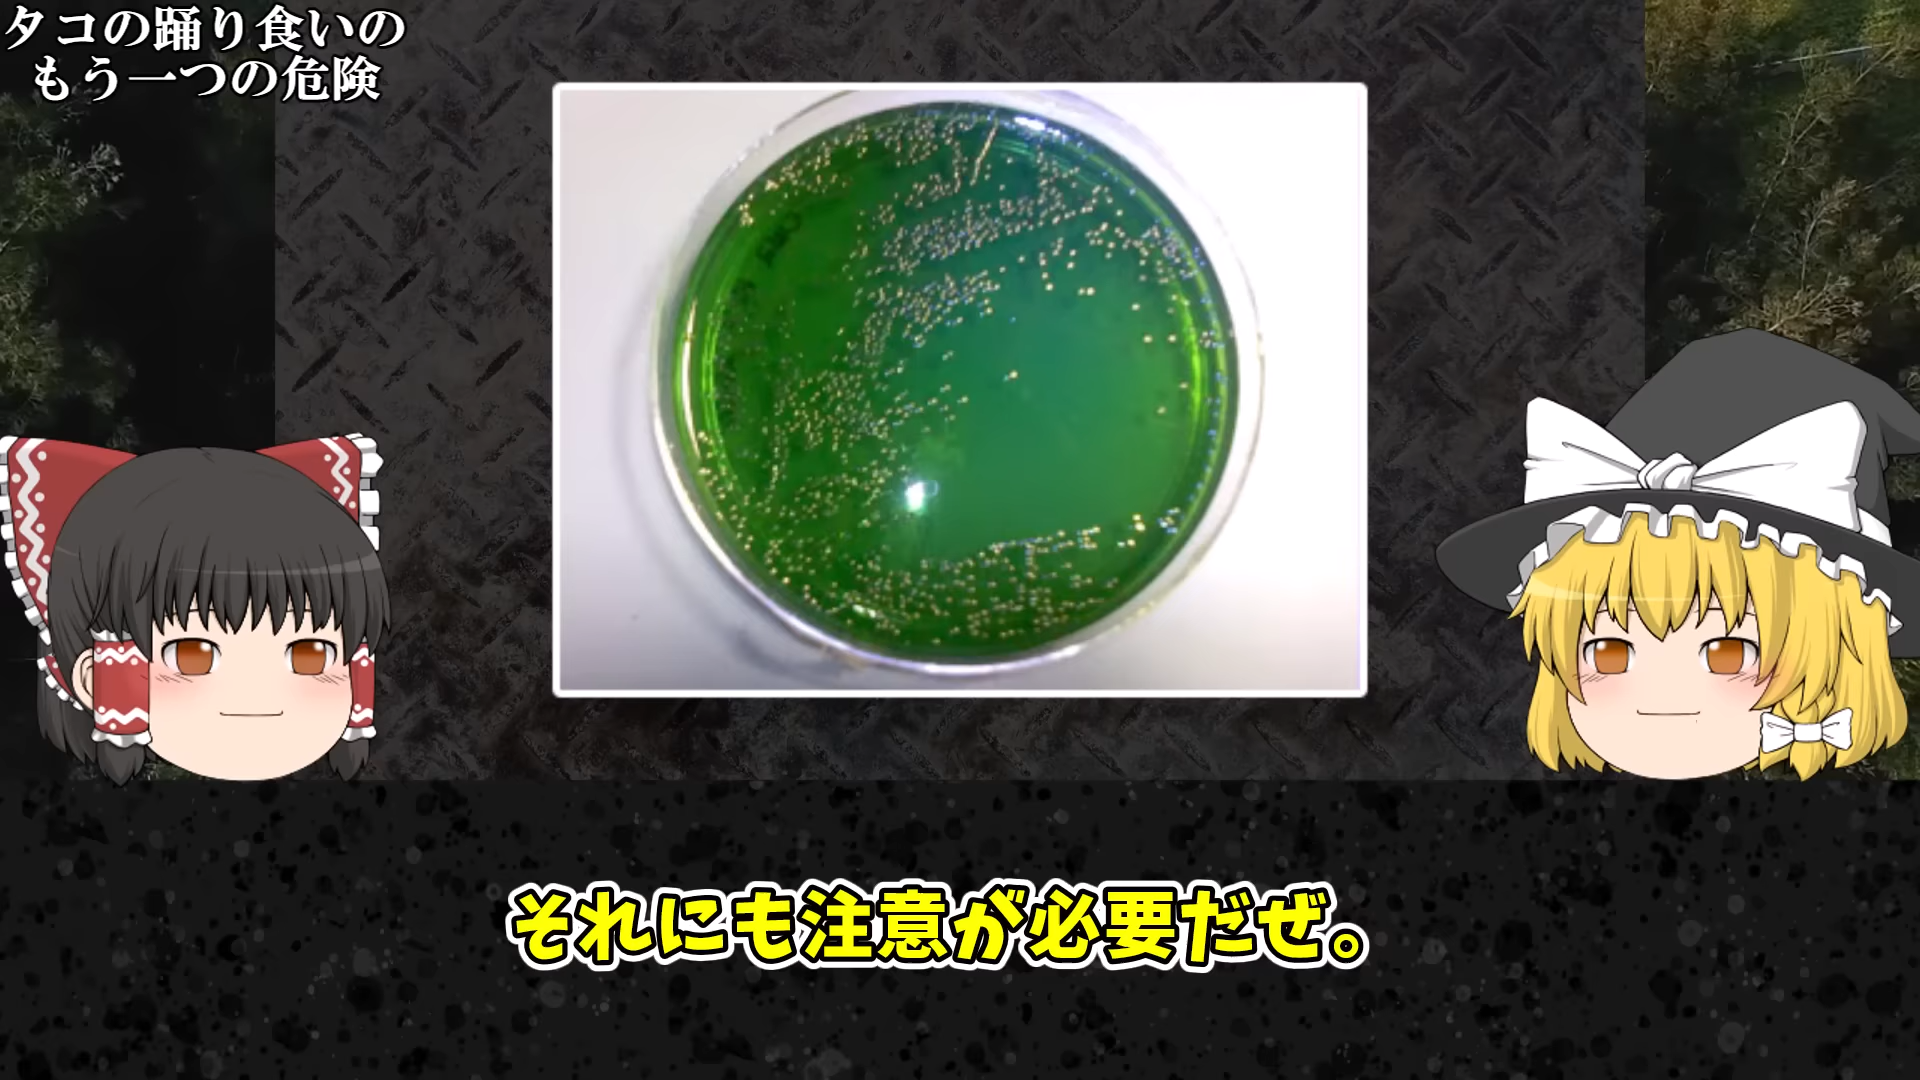 タコの踊り食いの
もう一つの危険
それにも注意が必要だぜ。